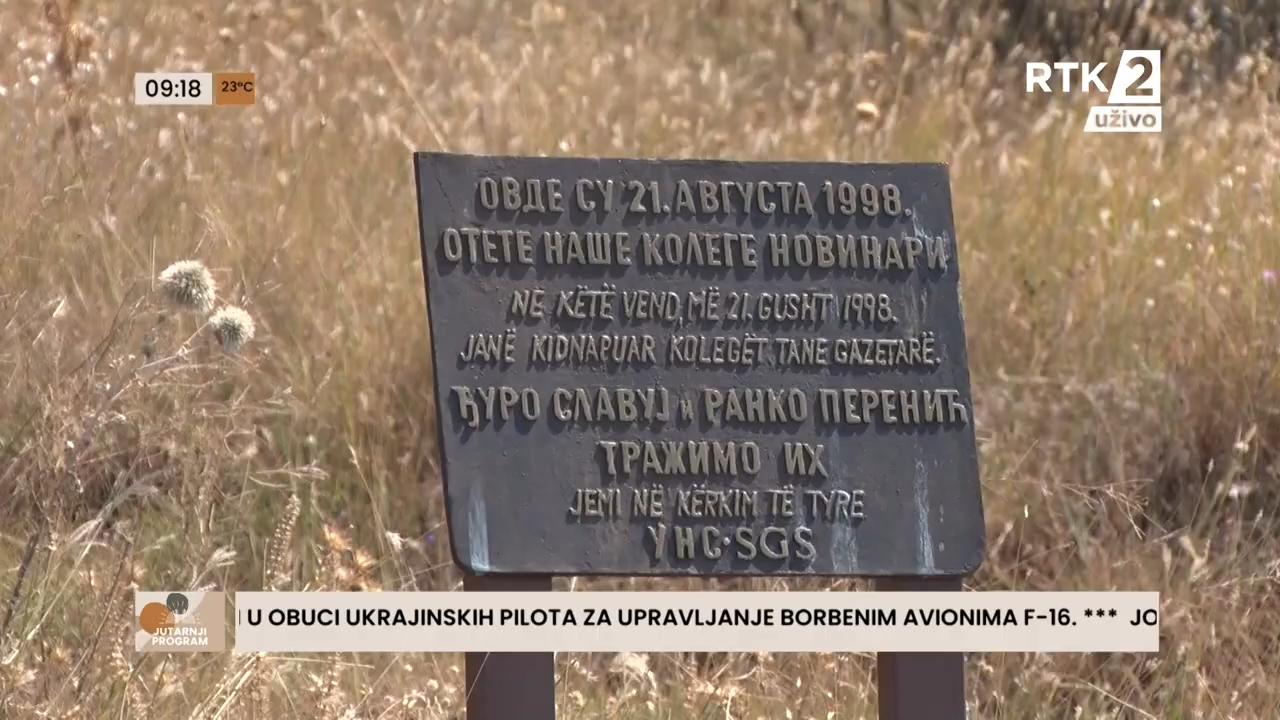 09:18 23°C
RTK 2
uživo
ОВДЕ СУ 21. АВГУСТА 1998.
ОТЕТЕ НАШЕ КОЛЕГЕ НОВИНАРИ
NË KËTË VEND, MË 21. GUSHT 1998.
JANË KIDNAPUAR KOLEGËT TANE GAZETARË.
ЂУРО СЛАВУЈ и РАНКО ПЕРЕНИЋ
ТРАЖИМО ИХ
JEMI NË KËRKIM TË TYRE
УНС·SGS
JUTARNJI
PROGRAM
U OBUCI UKRAJINSKIH PILOTA ZA UPRAVLJANJE BORBENIM AVIONIMA F-16. ***